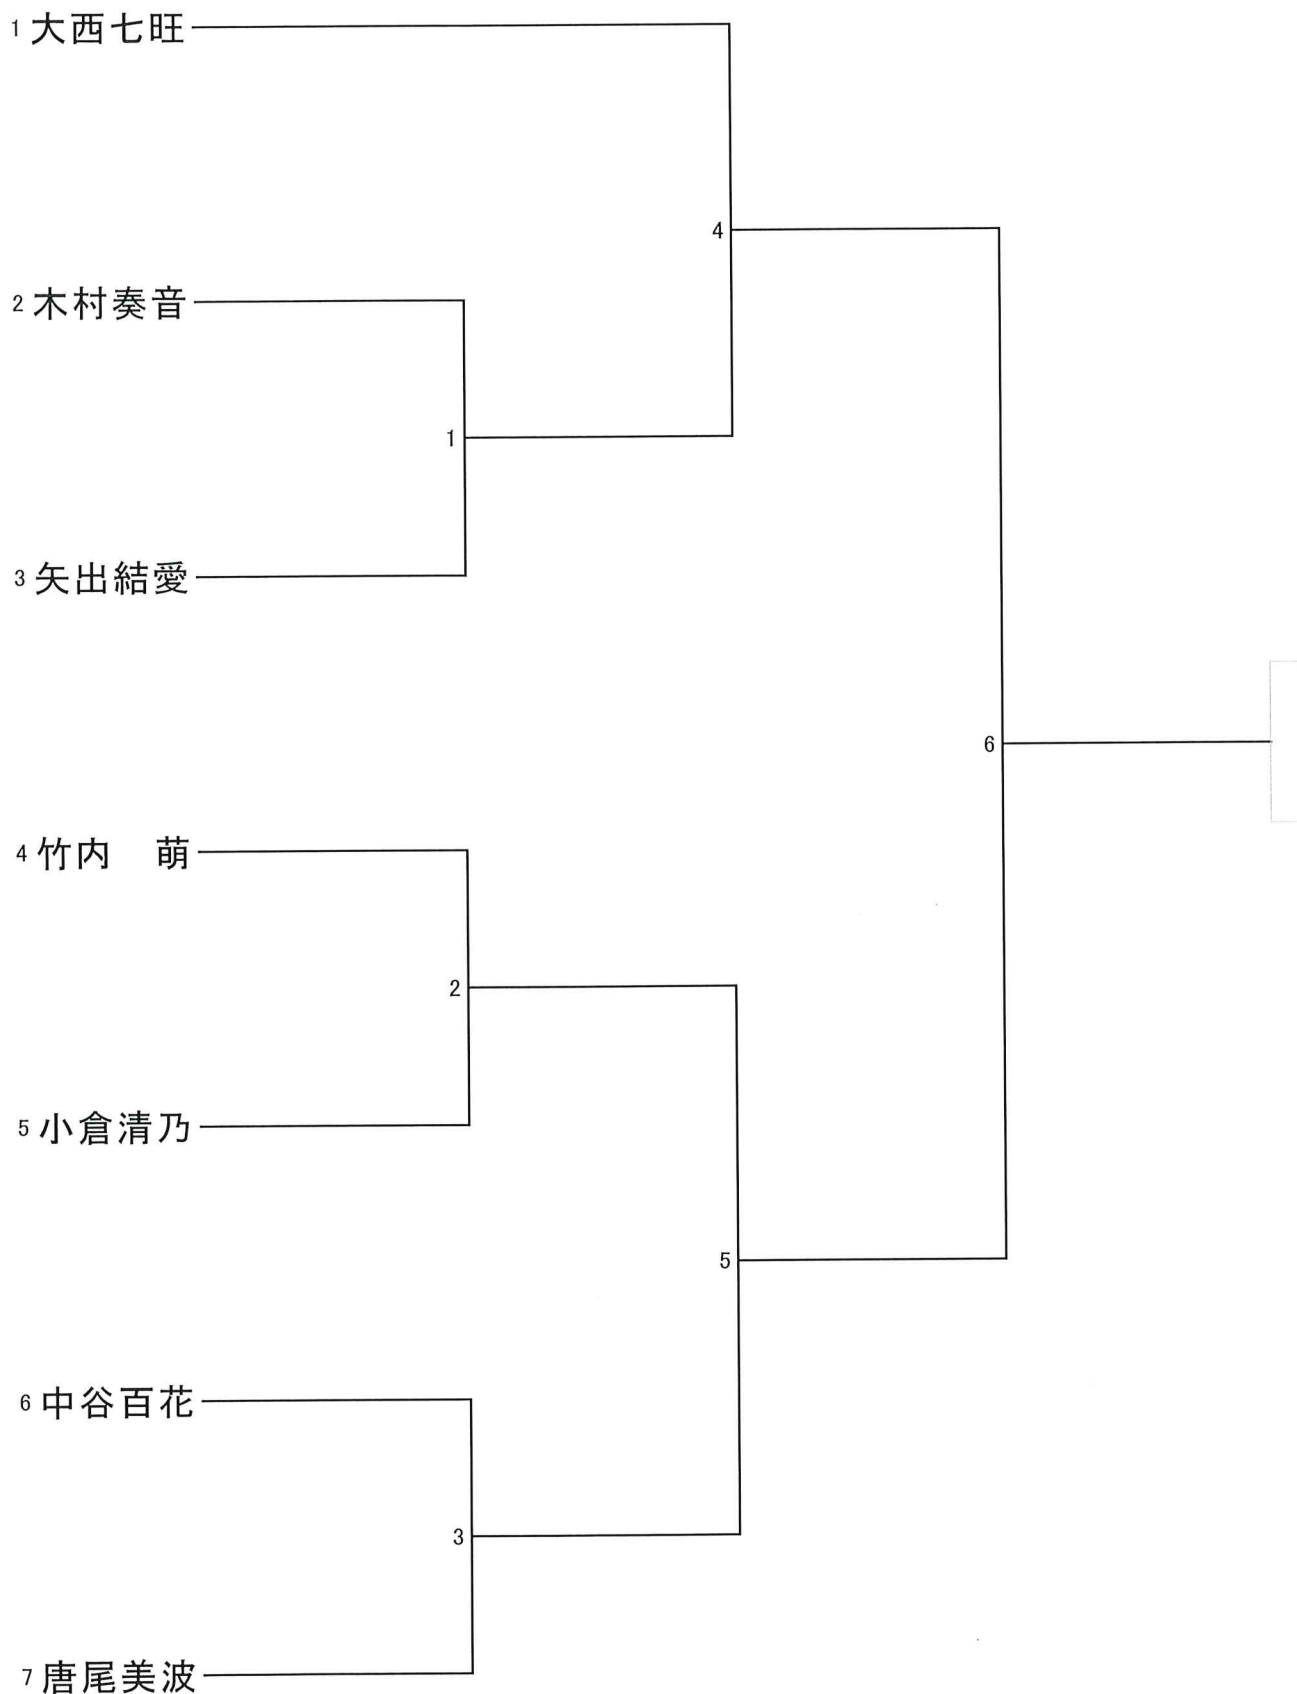 1 大西七旺
4
2 木村奏音
1
3 矢出結愛
6
4 竹内　萌
2
5 小倉清乃
5
6 中谷百花
3
7 唐尾美波